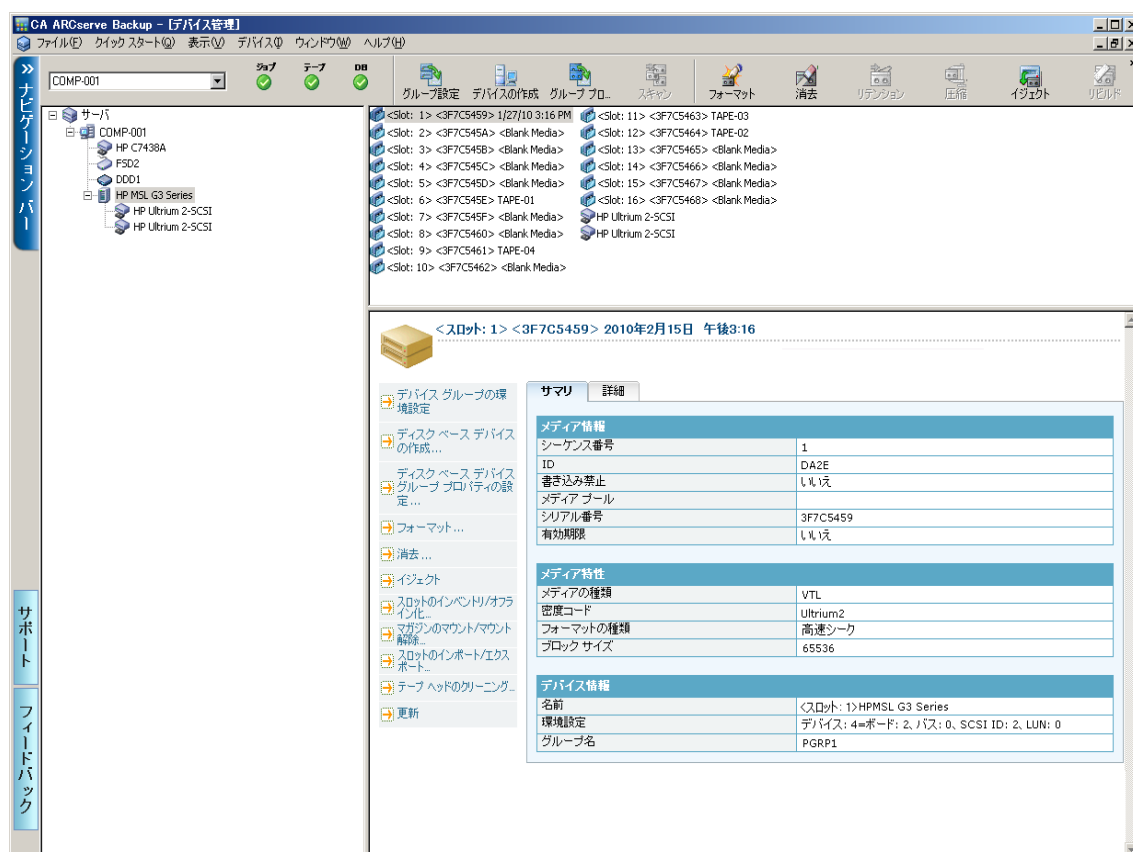 CA ARCserve Backup - [デバイス管理]
ファイル(F) クイック スタート(Q) 表示(V) デバイス(I) ウィンドウ(W) ヘルプ(H)
COMP-001
ジョブ テープ DB
グループ設定 デバイスの作成 グループ プロ... スキャン フォーマット 消去 リテンション 圧縮 イジェクト リビルド
ナビゲーション バー
サポート
フィードバック
サーバ
COMP-001
HP C7438A
FSD2
DDD1
HP MSL G3 Series
HP Ultrium 2-SCSI
HP Ultrium 2-SCSI
<Slot: 1> <3F7C5459> 1/27/10 3:16 PM
<Slot: 2> <3F7C545A> <Blank Media>
<Slot: 3> <3F7C545B> <Blank Media>
<Slot: 4> <3F7C545C> <Blank Media>
<Slot: 5> <3F7C545D> <Blank Media>
<Slot: 6> <3F7C545E> TAPE-01
<Slot: 7> <3F7C545F> <Blank Media>
<Slot: 8> <3F7C5460> <Blank Media>
<Slot: 9> <3F7C5461> TAPE-04
<Slot: 10> <3F7C5462> <Blank Media>
<Slot: 11> <3F7C5463> TAPE-03
<Slot: 12> <3F7C5464> TAPE-02
<Slot: 13> <3F7C5465> <Blank Media>
<Slot: 14> <3F7C5466> <Blank Media>
<Slot: 15> <3F7C5467> <Blank Media>
<Slot: 16> <3F7C5468> <Blank Media>
HP Ultrium 2-SCSI
HP Ultrium 2-SCSI
<スロット: 1> <3F7C5459> 2010年2月15日 午後3:16
デバイス グループの環
境設定
ディスク ベース デバイス
の作成...
ディスク ベース デバイス
グループ プロパティの設
定...
フォーマット...
消去...
イジェクト
スロットのインベントリ/オフラ
イン化...
マガジンのマウント/マウント
解除...
スロットのインポート/エクス
ポート...
テープ ヘッドのクリーニング...
更新
サマリ 詳細
メディア情報
シーケンス番号 1
ID DA2E
書き込み禁止 いいえ
メディア プール
シリアル番号 3F7C5459
有効期限 いいえ
メディア特性
メディアの種類 VTL
密度コード Ultrium2
フォーマットの種類 高速シーク
ブロック サイズ 65536
デバイス情報
名前 <スロット: 1>HPMSL G3 Series
環境設定 デバイス: 4=ボード: 2、バス: 0、SCSI ID: 2、LUN: 0
グループ名 PGRP1